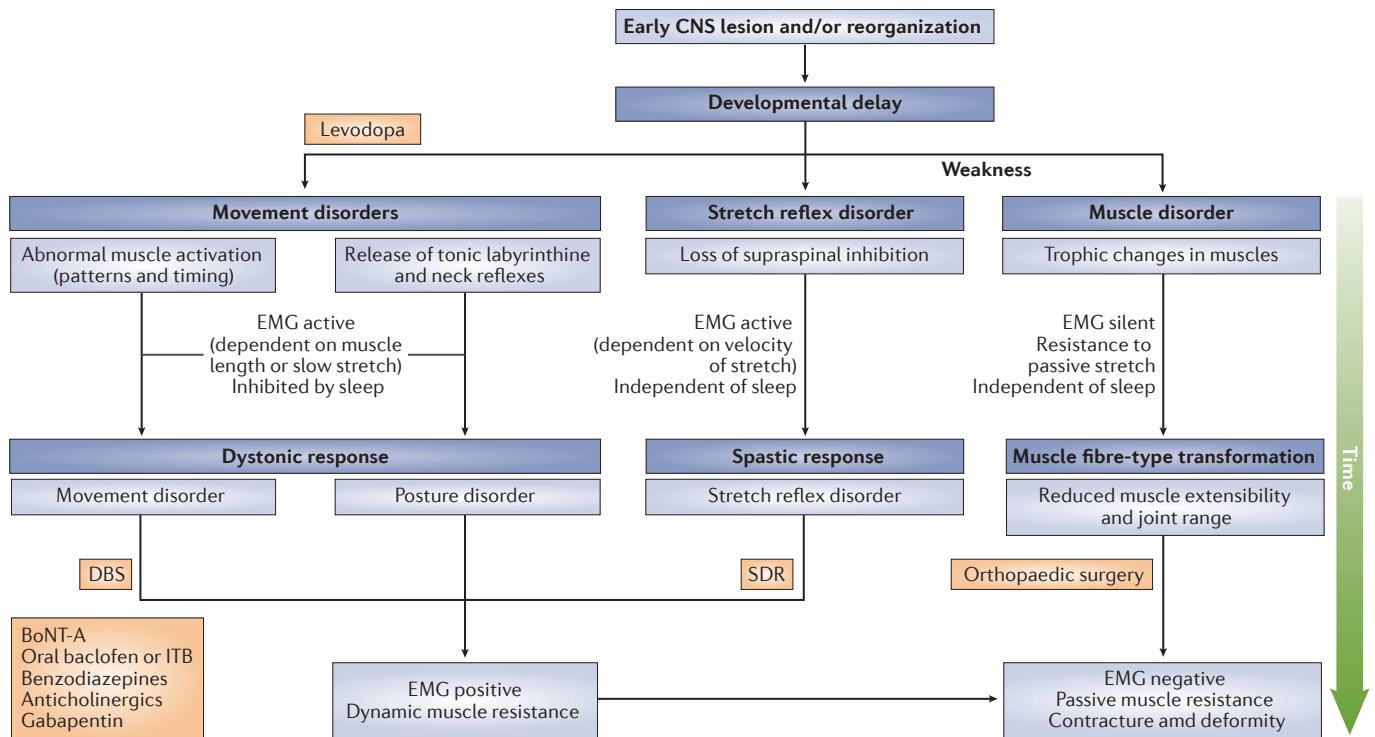 Early CNS lesion and/or reorganization
Developmental delay
Levodopa
Weakness
Movement disorders
Stretch reflex disorder
Muscle disorder
Abnormal muscle activation
(patterns and timing)
Release of tonic labyrinthine
and neck reflexes
Loss of supraspinal inhibition
Trophic changes in muscles
EMG active
(dependent on muscle
length or slow stretch)
Inhibited by sleep
EMG active
(dependent on velocity
of stretch)
Independent of sleep
EMG silent
Resistance to
passive stretch
Independent of sleep
Time
Dystonic response
Spastic response
Muscle fibre-type transformation
Movement disorder
Posture disorder
Stretch reflex disorder
Reduced muscle extensibility
and joint range
DBS
SDR
Orthopaedic surgery
BoNT-A
Oral baclofen or ITB
Benzodiazepines
Anticholinergics
Gabapentin
EMG positive
Dynamic muscle resistance
EMG negative
Passive muscle resistance
Contracture amd deformity